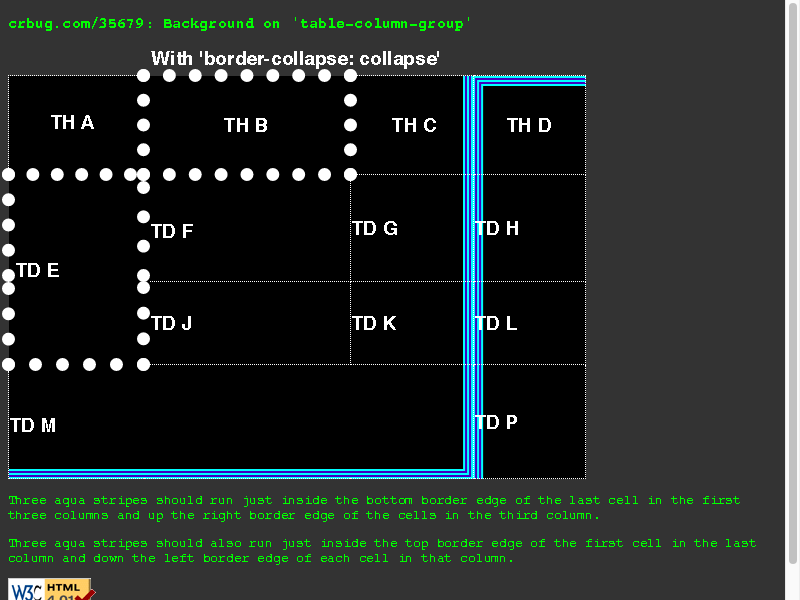 crbug.com/35679: Background on 'table-column-group'
With 'border-collapse: collapse'
TH A
TH B
TH C
TH D
TD E
TD F
TD G
TD H
TD J
TD K
TD L
TD M
TD P
Three aqua stripes should run just inside the bottom border edge of the last cell in the first
three columns and up the right border edge of the cells in the third column.
Three aqua stripes should also run just inside the top border edge of the first cell in the last
column and down the left border edge of each cell in that column.
W3C HTML
4.01